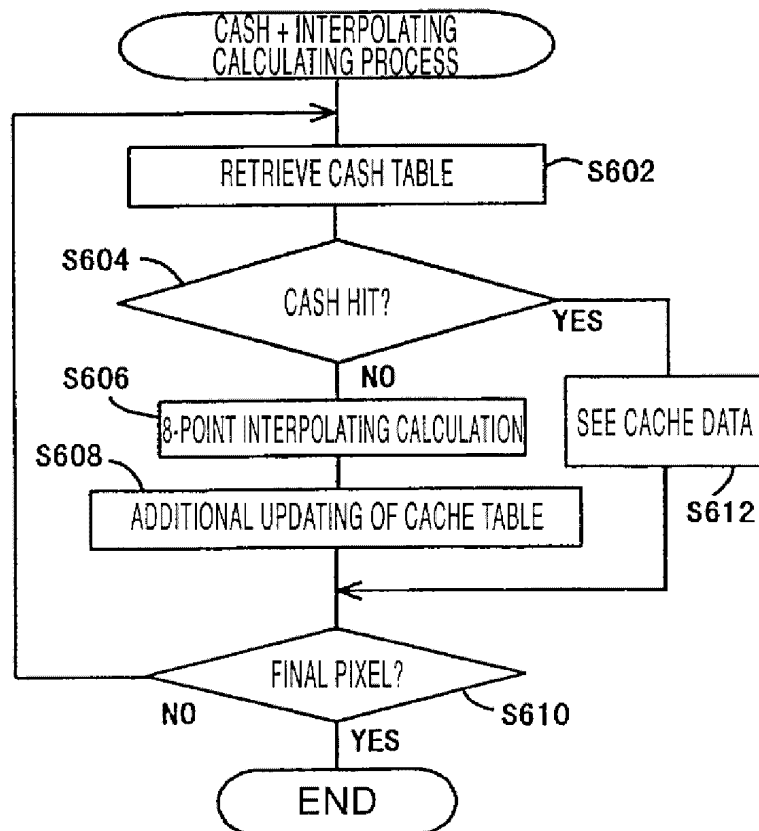 CASH + INTERPOLATING
CALCULATING PROCESS
RETRIEVE CASH TABLE
S602
S604
CASH HIT?
YES
NO
S606
8-POINT INTERPOLATING CALCULATION
SEE CACHE DATA
S608
S612
ADDITIONAL UPDATING OF CACHE TABLE
FINAL PIXEL?
NO
S610
YES
END